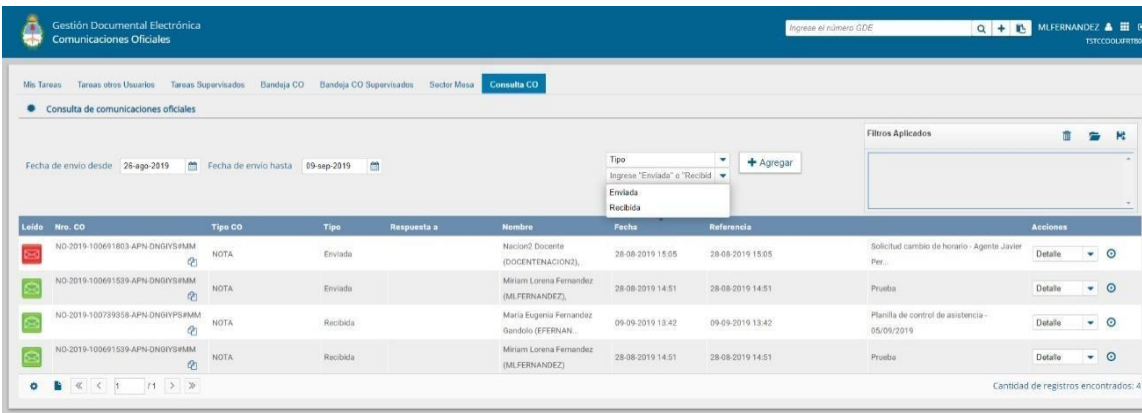 Gestión Documental Electrónica
Comunicaciones Oficiales
Ingrese el número GDE
MLFERNANDEZ
Mis Tareas Tareas otros Usuarios Tareas Supervisados Bandeja CO Bandeja CO Supervisados Sector Mesa Consulta CO
Consulta de comunicaciones oficiales
Filtros Aplicados
Fecha de envio desde 26-ago-2019 Fecha de envio hasta 09-sep-2019
Tipo
Agregar
Ingrese "Enviada" o "Recibid
Enviada
Recibida
Leído Nro. CO Tipo CO Tipo Respuesta a Nombre Fecha Referencia Acciones
NO-2019-100691803-APN-DNGIYS#MM NOTA Enviada Nacion2 Docente (DOCENTENACION2), 28-08-2019 15:05 28-08-2019 15:05 Solicitud cambio de horario - Agente Javier Per... Detalle
NO-2019-100691539-APN-DNGIYS#MM NOTA Enviada Miriam Lorena Fernandez (MLFERNANDEZ), 28-08-2019 14:51 28-08-2019 14:51 Prueba Detalle
NO-2019-100739358-APN-DNGIYPS#MM NOTA Recibida Maria Eugenia Fernandez Gandolo (EFERNAN... 09-09-2019 13:42 09-09-2019 13:42 Planilla de control de asistencia - 05/09/2019 Detalle
NO-2019-100691539-APN-DNGIYS#MM NOTA Recibida Miriam Lorena Fernandez (MLFERNANDEZ) 28-08-2019 14:51 28-08-2019 14:51 Prueba Detalle
1 /1
Cantidad de registros encontrados: 4